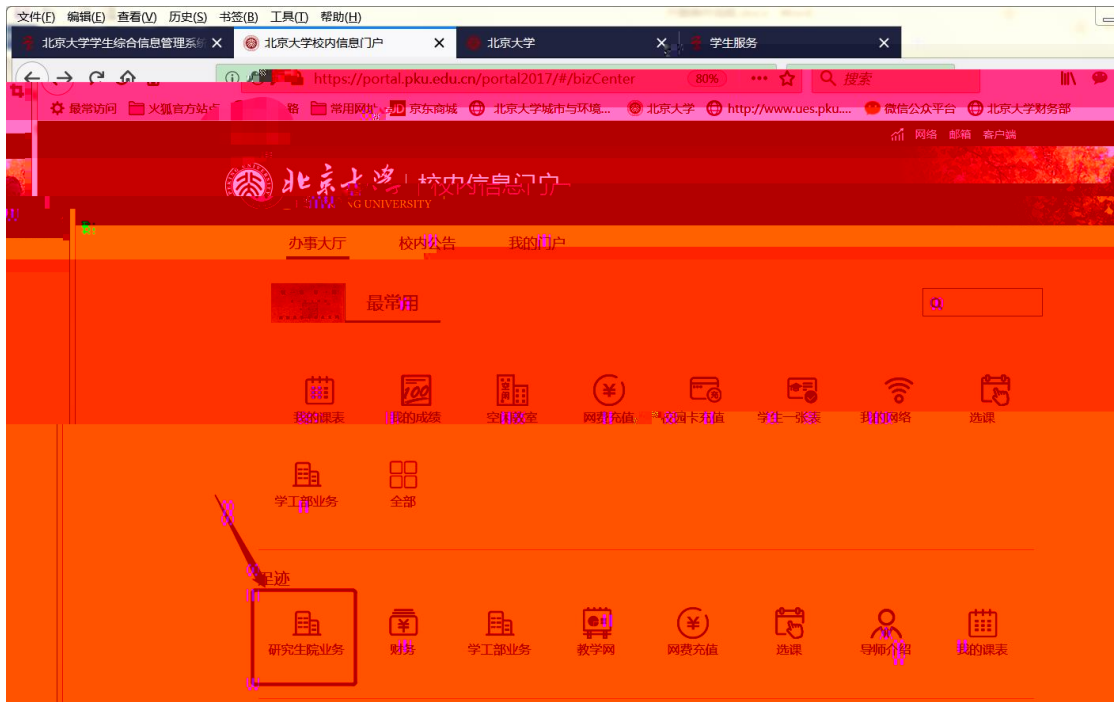 文件(F) 编辑(E) 查看(V) 历史(S) 书签(B) 工具(T) 帮助(H)
北京大学学生综合信息管理系统 北京大学校内信息门户 北京大学 学生服务
https://portal.pku.edu.cn/portal2017/#/bizCenter 80% 搜索
最常访问 火狐官方站点 常用网址 JD 京东商城 北京大学城市与环境... 北京大学 http://www.ues.pku.... 微信公众平台 北京大学财务部
网络 邮箱 客户端
北京大学 校内信息门户
NG UNIVERSITY
办事大厅 校内公告 我的门户
最常用
我的课表 我的成绩 空闲教室 网费充值 校园卡充值 学生一张表 我的网络 选课
学工部业务 全部
足迹
研究生院业务 财务 学工部业务 教学网 网费充值 选课 导师介绍 我的课表